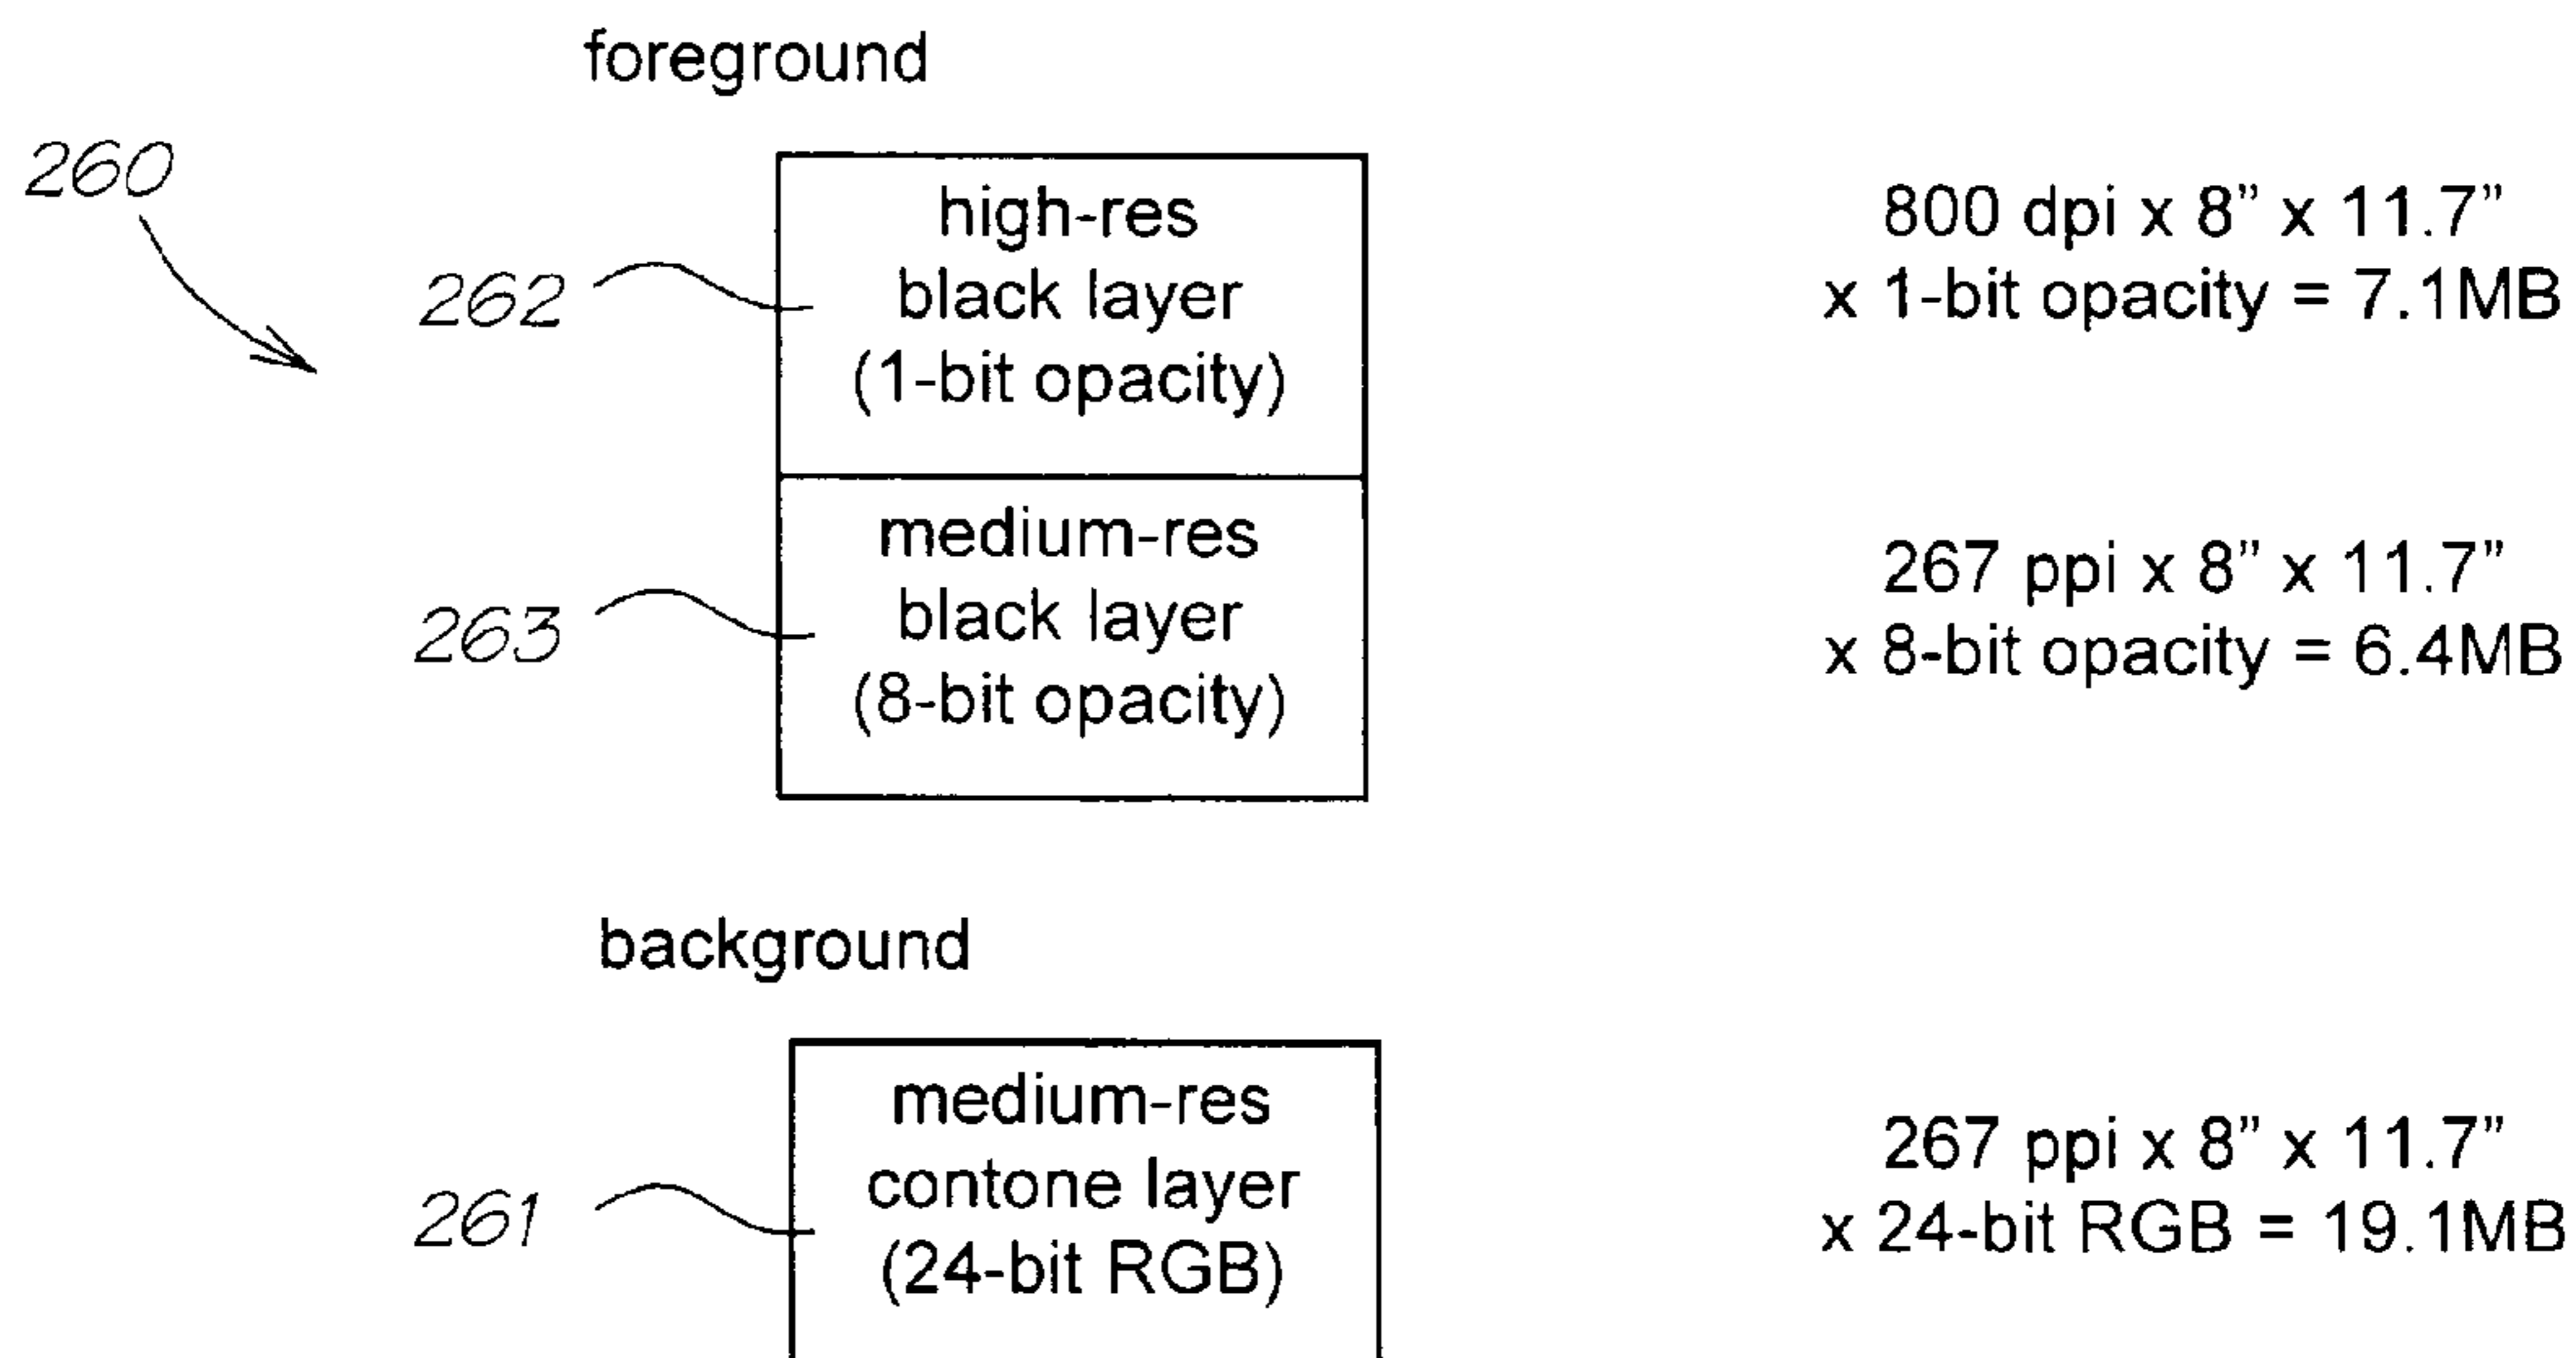 foreground
260
262
high-res
black layer
(1-bit opacity)
800 dpi x 8” x 11.7”
x 1-bit opacity = 7.1MB
263
medium-res
black layer
(8-bit opacity)
267 ppi x 8” x 11.7”
x 8-bit opacity = 6.4MB
background
261
medium-res
contone layer
(24-bit RGB)
267 ppi x 8” x 11.7”
x 24-bit RGB = 19.1MB